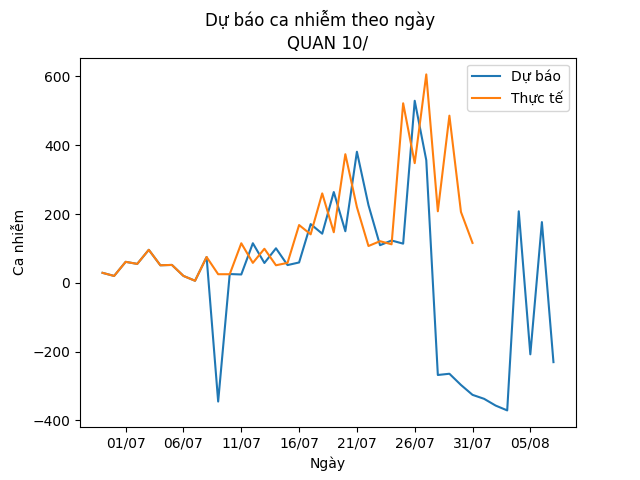 Dự báo ca nhiễm theo ngày
QUAN 10/
Dự báo
Thực tế
Ca nhiễm
600
400
200
0
−200
−400
01/07 06/07 11/07 16/07 21/07 26/07 31/07 05/08
Ngày